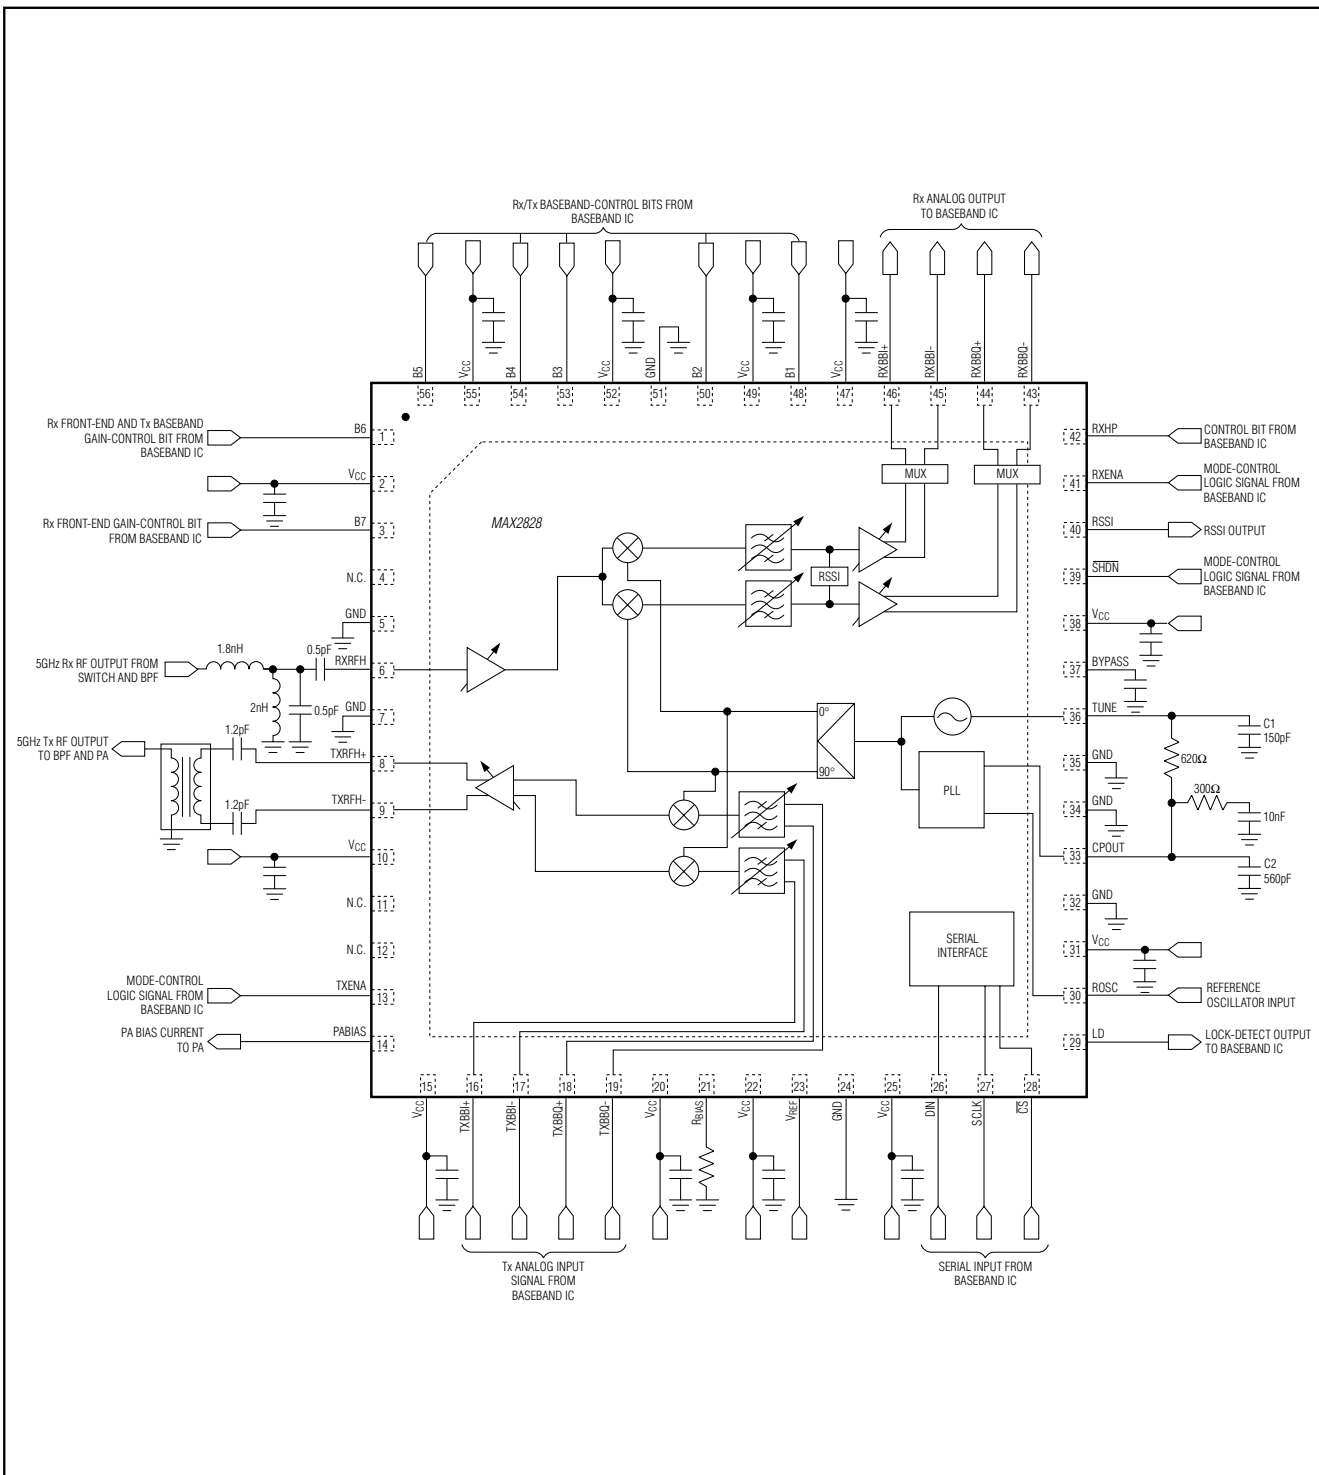 Rx/Tx BASEBAND-CONTROL BITS FROM
BASEBAND IC
Rx ANALOG OUTPUT
TO BASEBAND IC
B5
VCC
B4
B3
VCC
GND
B2
VCC
B1
VCC
RXBBI+
RXBBI-
RXBBQ+
RXBBQ-
56
55
54
53
52
51
50
49
48
47
46
45
44
43
Rx FRONT-END AND Tx BASEBAND
GAIN-CONTROL BIT FROM
BASEBAND IC
B6
1
VCC
2
Rx FRONT-END GAIN-CONTROL BIT
FROM BASEBAND IC
B7
3
N.C.
4
GND
5
5GHz Rx RF OUTPUT FROM
SWITCH AND BPF
1.8nH
0.5pF
RXRFH
6
2nH
0.5pF
GND
7
5GHz Tx RF OUTPUT
TO BPF AND PA
1.2pF
TXRFH+
8
1.2pF
TXRFH-
9
VCC
10
N.C.
11
N.C.
12
MODE-CONTROL
LOGIC SIGNAL FROM
BASEBAND IC
TXENA
13
PA BIAS CURRENT
TO PA
PABIAS
14
MAX2828
MUX
MUX
RSSI
0°
90°
PLL
SERIAL
INTERFACE
42
RXHP
CONTROL BIT FROM
BASEBAND IC
41
RXENA
MODE-CONTROL
LOGIC SIGNAL FROM
BASEBAND IC
40
RSSI
RSSI OUTPUT
39
SHDN
MODE-CONTROL
LOGIC SIGNAL FROM
BASEBAND IC
38
VCC
37
BYPASS
36
TUNE
C1
150pF
620Ω
35
GND
300Ω
34
GND
10nF
33
CPOUT
C2
560pF
32
GND
31
VCC
30
ROSC
REFERENCE
OSCILLATOR INPUT
29
LD
LOCK-DETECT OUTPUT
TO BASEBAND IC
15
16
17
18
19
20
21
22
23
24
25
26
27
28
VCC
TXBBI+
TXBBI-
TXBBQ+
TXBBQ-
VCC
RBIAS
VCC
VREF
GND
VCC
DIN
SCLK
CS
Tx ANALOG INPUT
SIGNAL FROM
BASEBAND IC
SERIAL INPUT FROM
BASEBAND IC